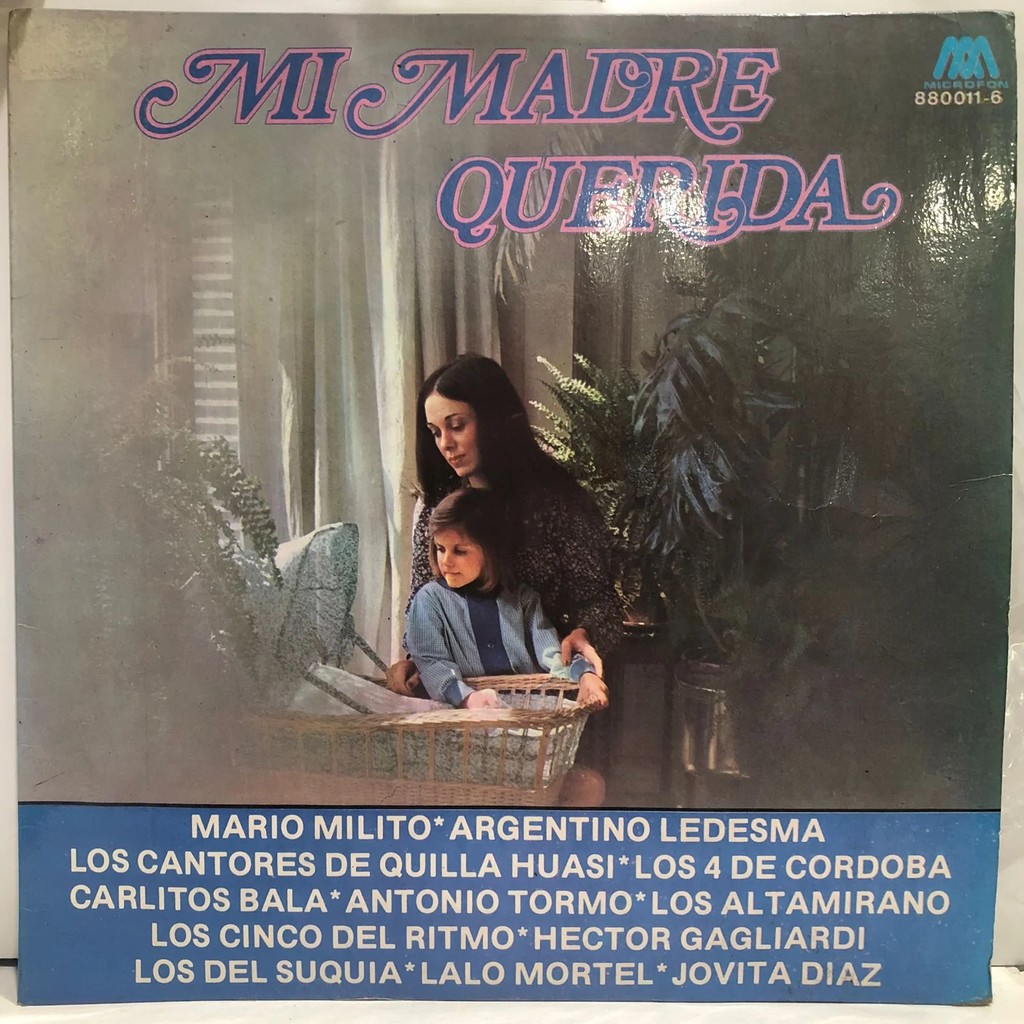 MI MADRE
QUERIDA
MICROFON
880011-6
MARIO MILITO*ARGENTINO LEDESMA
LOS CANTORES DE QUILLA HUASI*LOS 4 DE CORDOBA
CARLITOS BALA*ANTONIO TORMO*LOS ALTAMIRANO
LOS CINCO DEL RITMO*HECTOR GAGLIARDI
LOS DEL SUQUIA*LALO MORTEL*JOVITA DIAZ